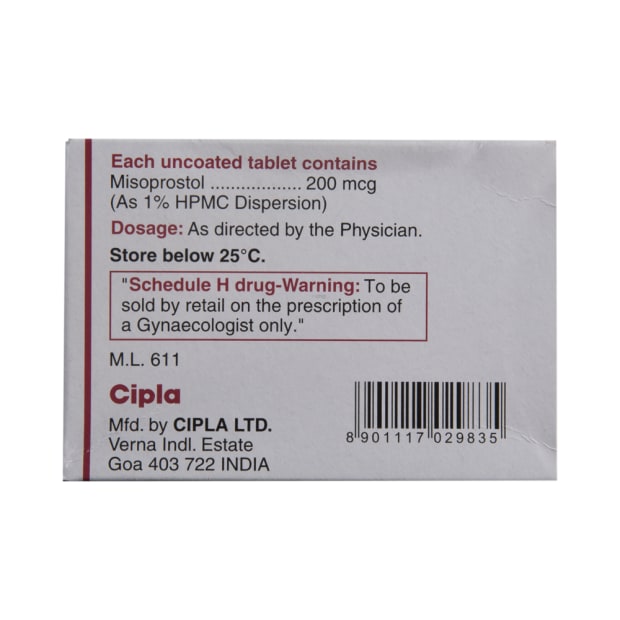 Each uncoated tablet contains
Misoprostol .................. 200 mcg
(As 1% HPMC Dispersion)
Dosage: As directed by the Physician.
Store below 25°C.
"Schedule H drug-Warning: To be
sold by retail on the prescription of
a Gynaecologist only."
M.L. 611
Cipla
Mfd. by CIPLA LTD.
Verna Indl. Estate
Goa 403 722 INDIA
8 901117 029835